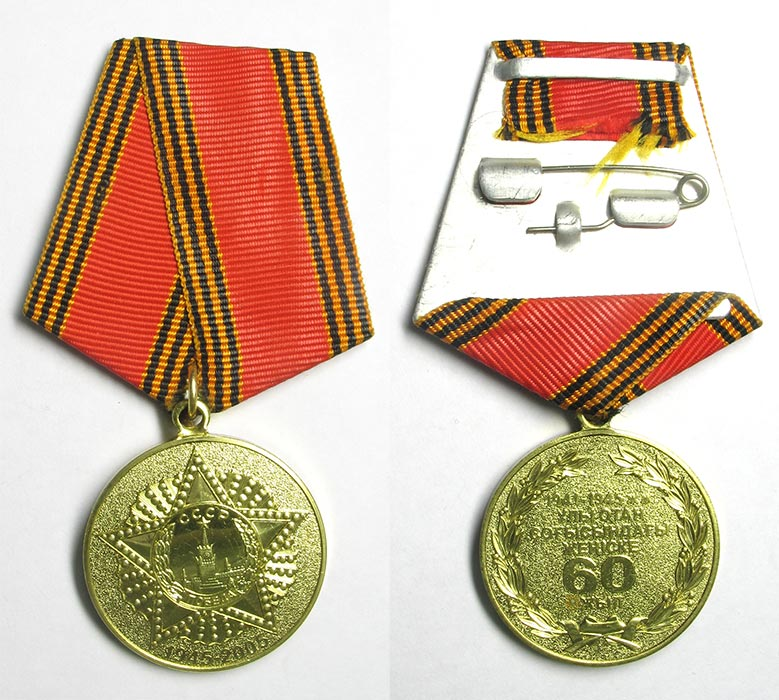 СССР
1945-2005
1941-1945 ж.ж.
ҰЛЫ ОТАН
СОҒЫСЫНДАҒЫ
ЖЕҢІСКЕ
60
ЖЫЛ